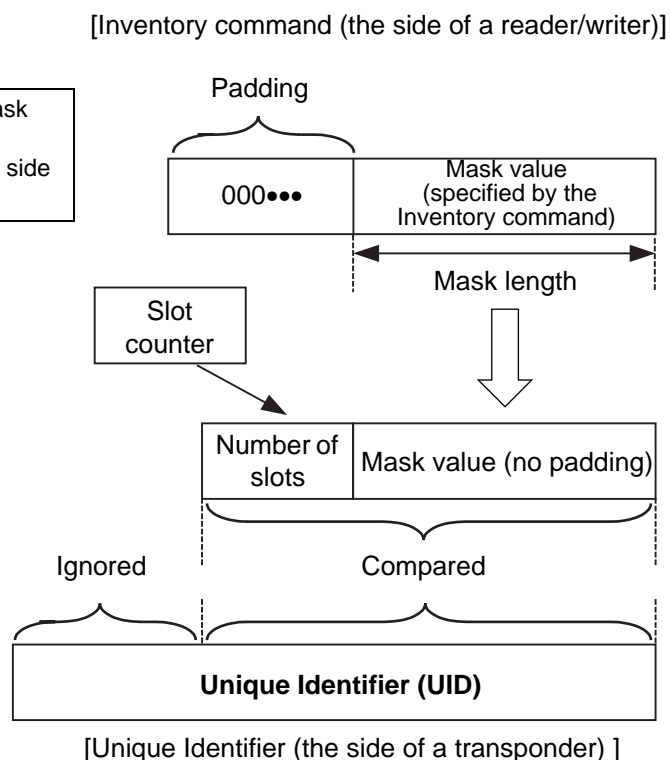 [Inventory command (the side of a reader/writer)]
Padding
side
000•••
Mask value
(specified by the
Inventory command)
Mask length
Slot
counter
Number of
slots
Mask value (no padding)
Ignored
Compared
Unique Identifier (UID)
[Unique Identifier (the side of a transponder) ]